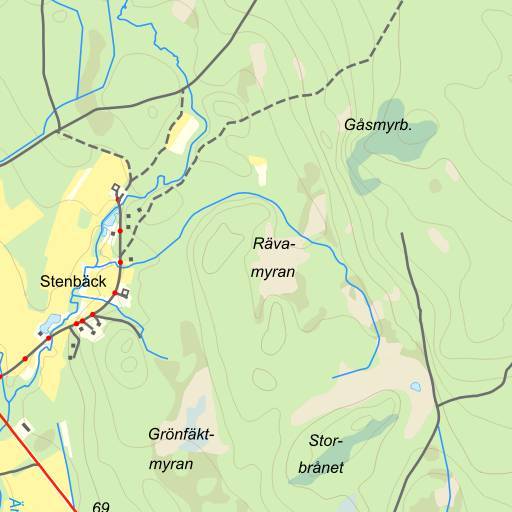 Gåsmyrb.
Räva-
myran
Stenbäck
Grönfäkt-
myran
Stor-
brånet
69